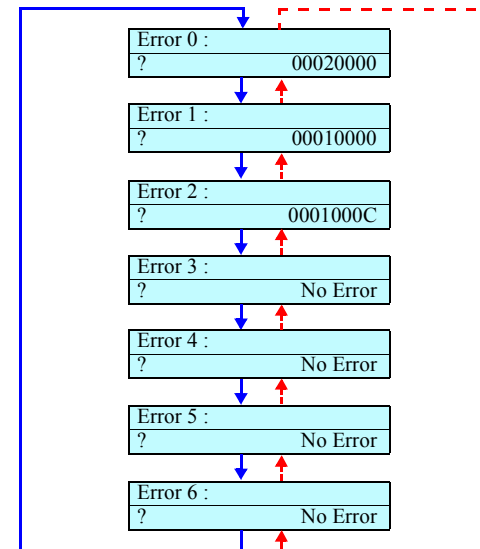 Error 0 :
? 00020000
Error 1 :
? 00010000
Error 2 :
? 0001000C
Error 3 :
? No Error
Error 4 :
? No Error
Error 5 :
? No Error
Error 6 :
? No Error